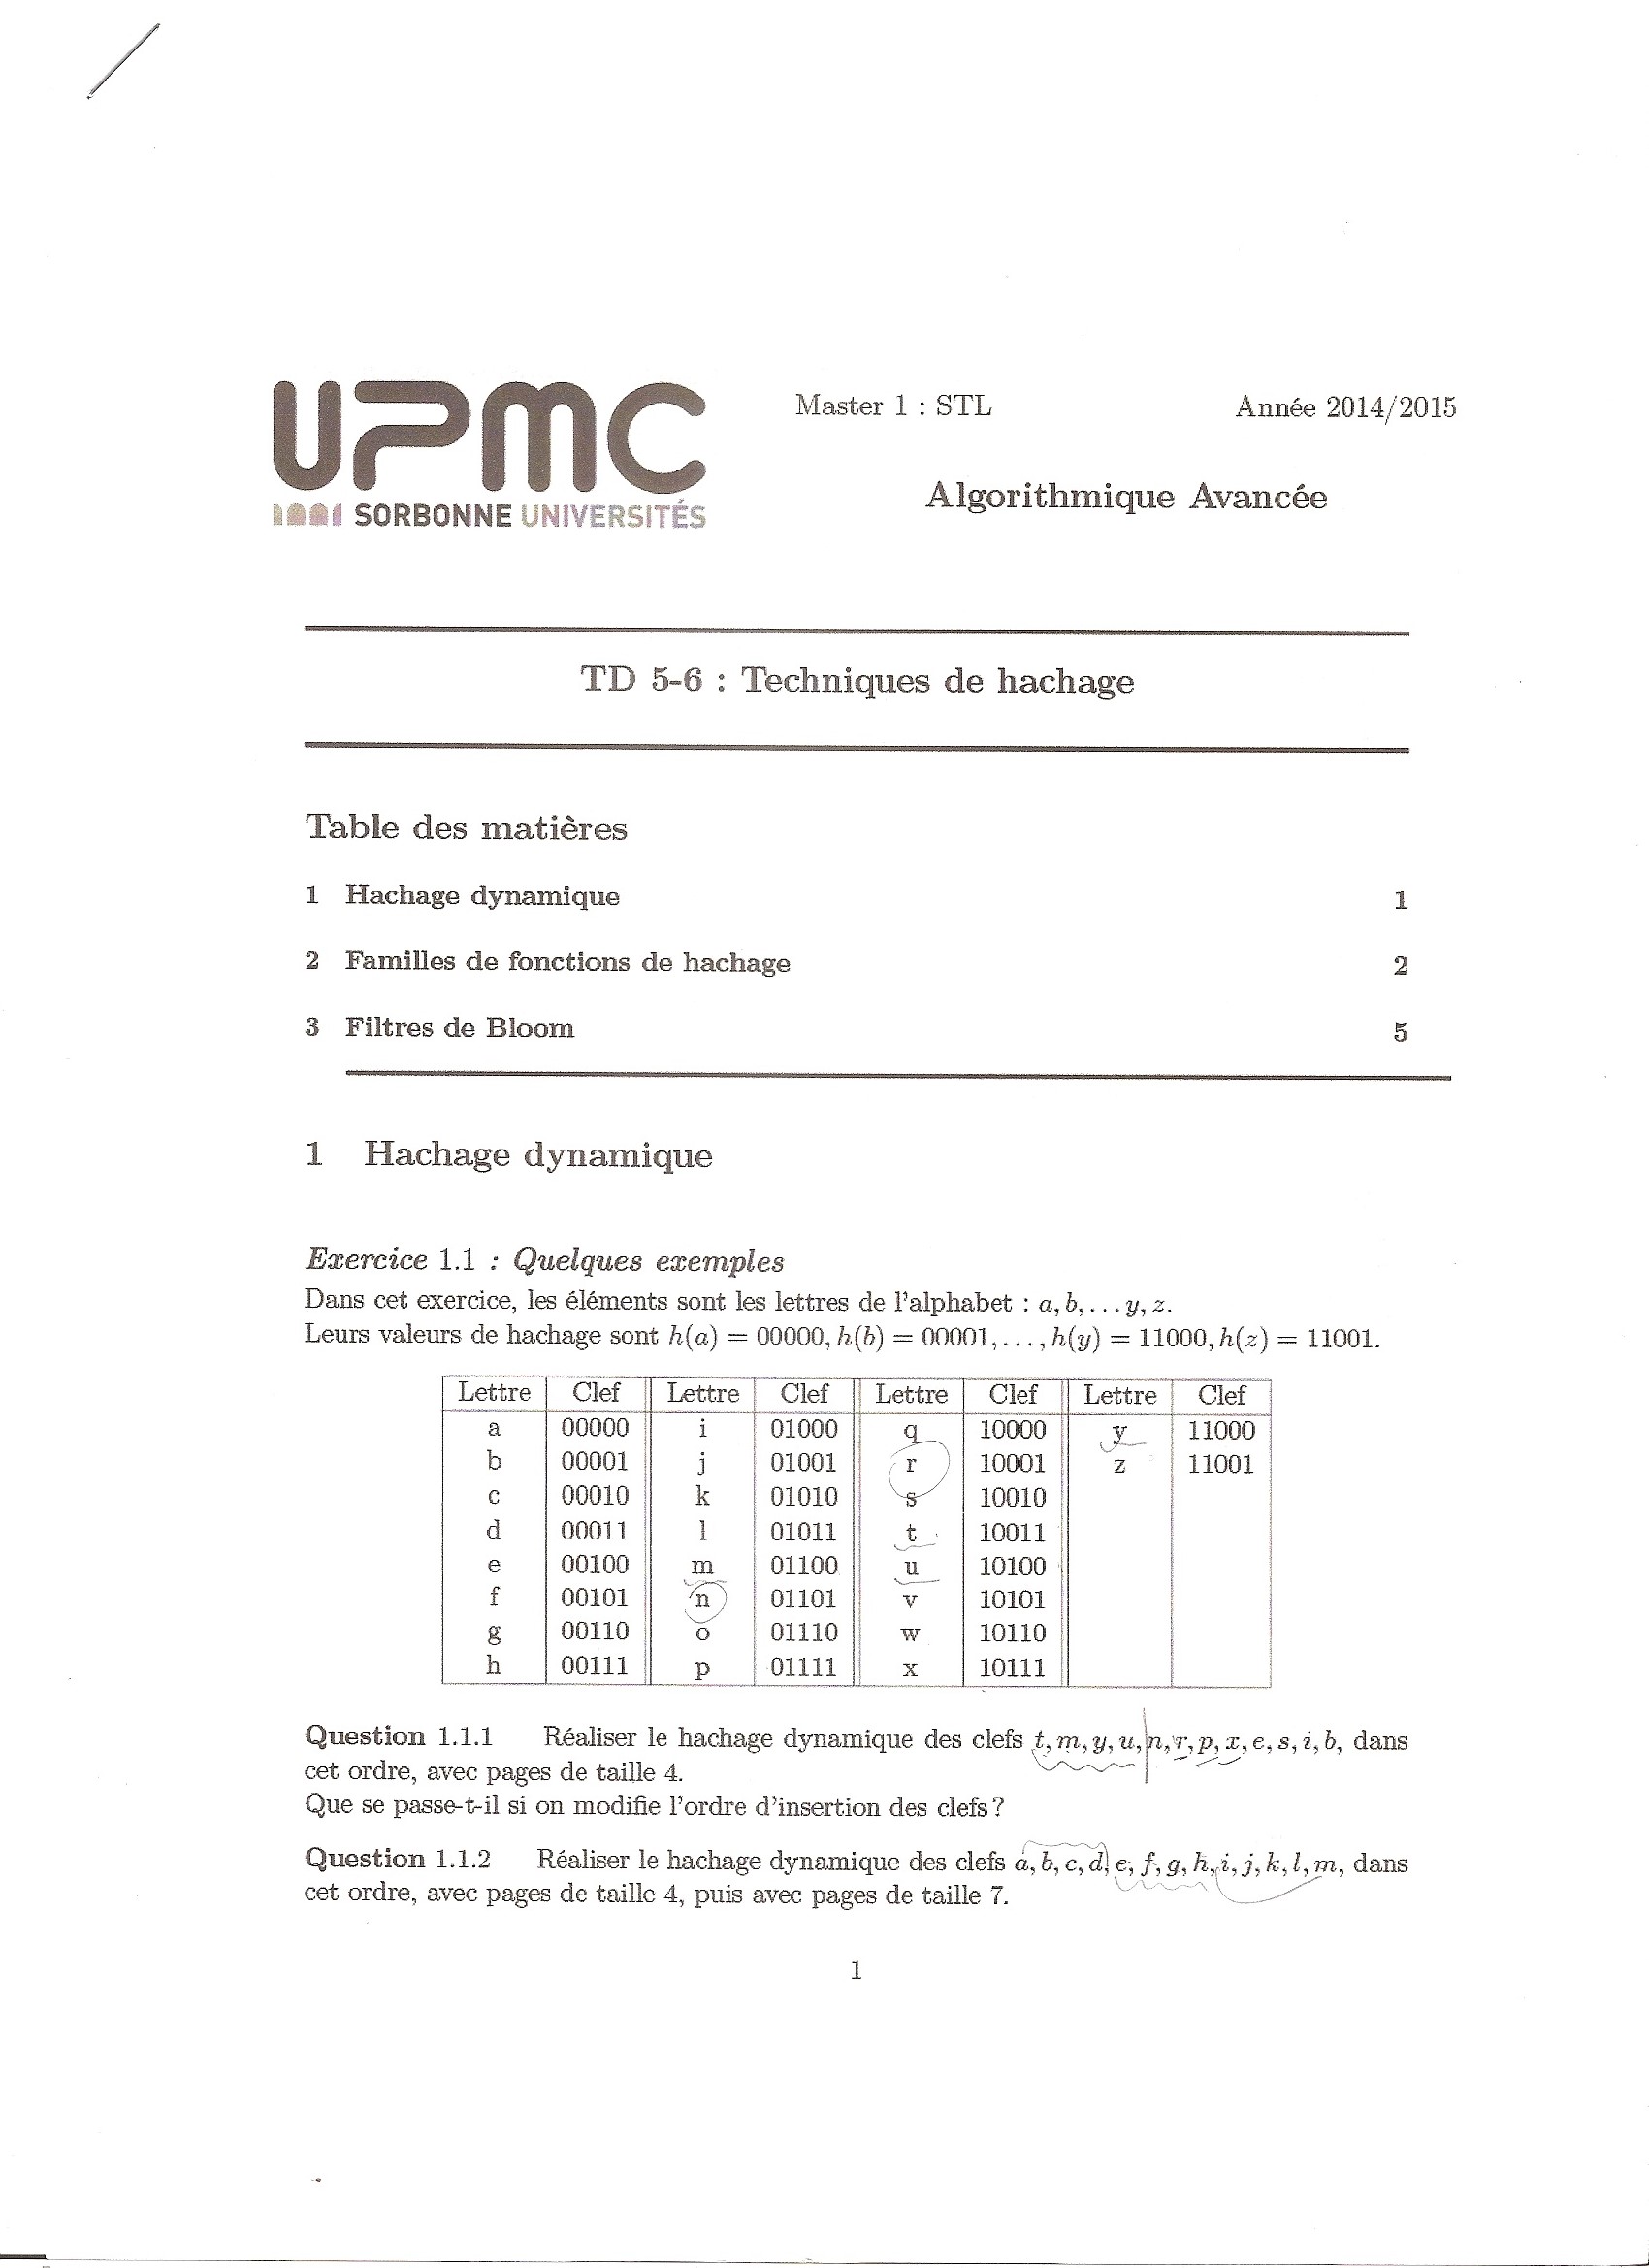 UPMC
SORBONNE UNIVERSITÉS
Master 1 : STL Année 2014/2015
Algorithmique Avancée
TD 5-6 : Techniques de hachage
Table des matières
1 Hachage dynamique 1
2 Familles de fonctions de hachage 2
3 Filtres de Bloom 5
1 Hachage dynamique
Exercice 1.1 : Quelques exemples
Dans cet exercice, les éléments sont les lettres de l'alphabet : a, b, ... y, z.
Leurs valeurs de hachage sont h(a) = 00000, h(b) = 00001, ..., h(y) = 11000, h(z) = 11001.
Lettre Clef Lettre Clef Lettre Clef Lettre Clef
a 00000 i 01000 q 10000 y 11000
b 00001 j 01001 r 10001 z 11001
c 00010 k 01010 s 10010
d 00011 l 01011 t 10011
e 00100 m 01100 u 10100
f 00101 n 01101 v 10101
g 00110 o 01110 w 10110
h 00111 p 01111 x 10111
Question 1.1.1 Réaliser le hachage dynamique des clefs t, m, y, u, n, r, p, x, e, s, i, b, dans
cet ordre, avec pages de taille 4.
Que se passe-t-il si on modifie l'ordre d'insertion des clefs?
Question 1.1.2 Réaliser le hachage dynamique des clefs a, b, c, d, e, f, g, h, i, j, k, l, m, dans
cet ordre, avec pages de taille 4, puis avec pages de taille 7.
1